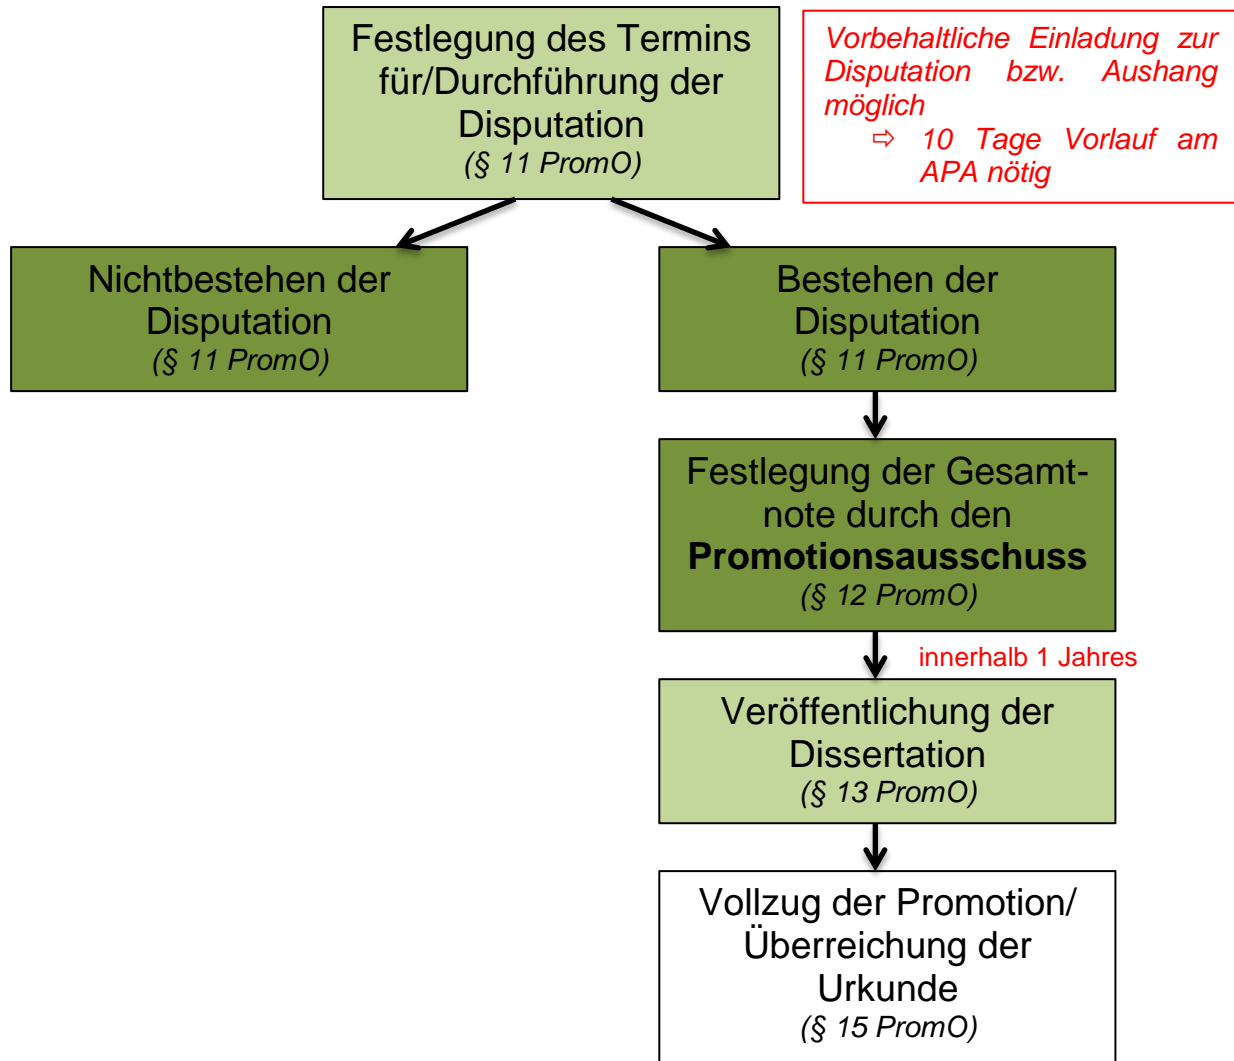 Festlegung des Termins
für/Durchführung der
Disputation
(§ 11 PromO)
Vorbehaltliche Einladung zur
Disputation bzw. Aushang
möglich
⇨ 10 Tage Vorlauf am
APA nötig
Nichtbestehen der
Disputation
(§ 11 PromO)
Bestehen der
Disputation
(§ 11 PromO)
Festlegung der Gesamt-
note durch den
Promotionsausschuss
(§ 12 PromO)
innerhalb 1 Jahres
Veröffentlichung der
Dissertation
(§ 13 PromO)
Vollzug der Promotion/
Überreichung der
Urkunde
(§ 15 PromO)